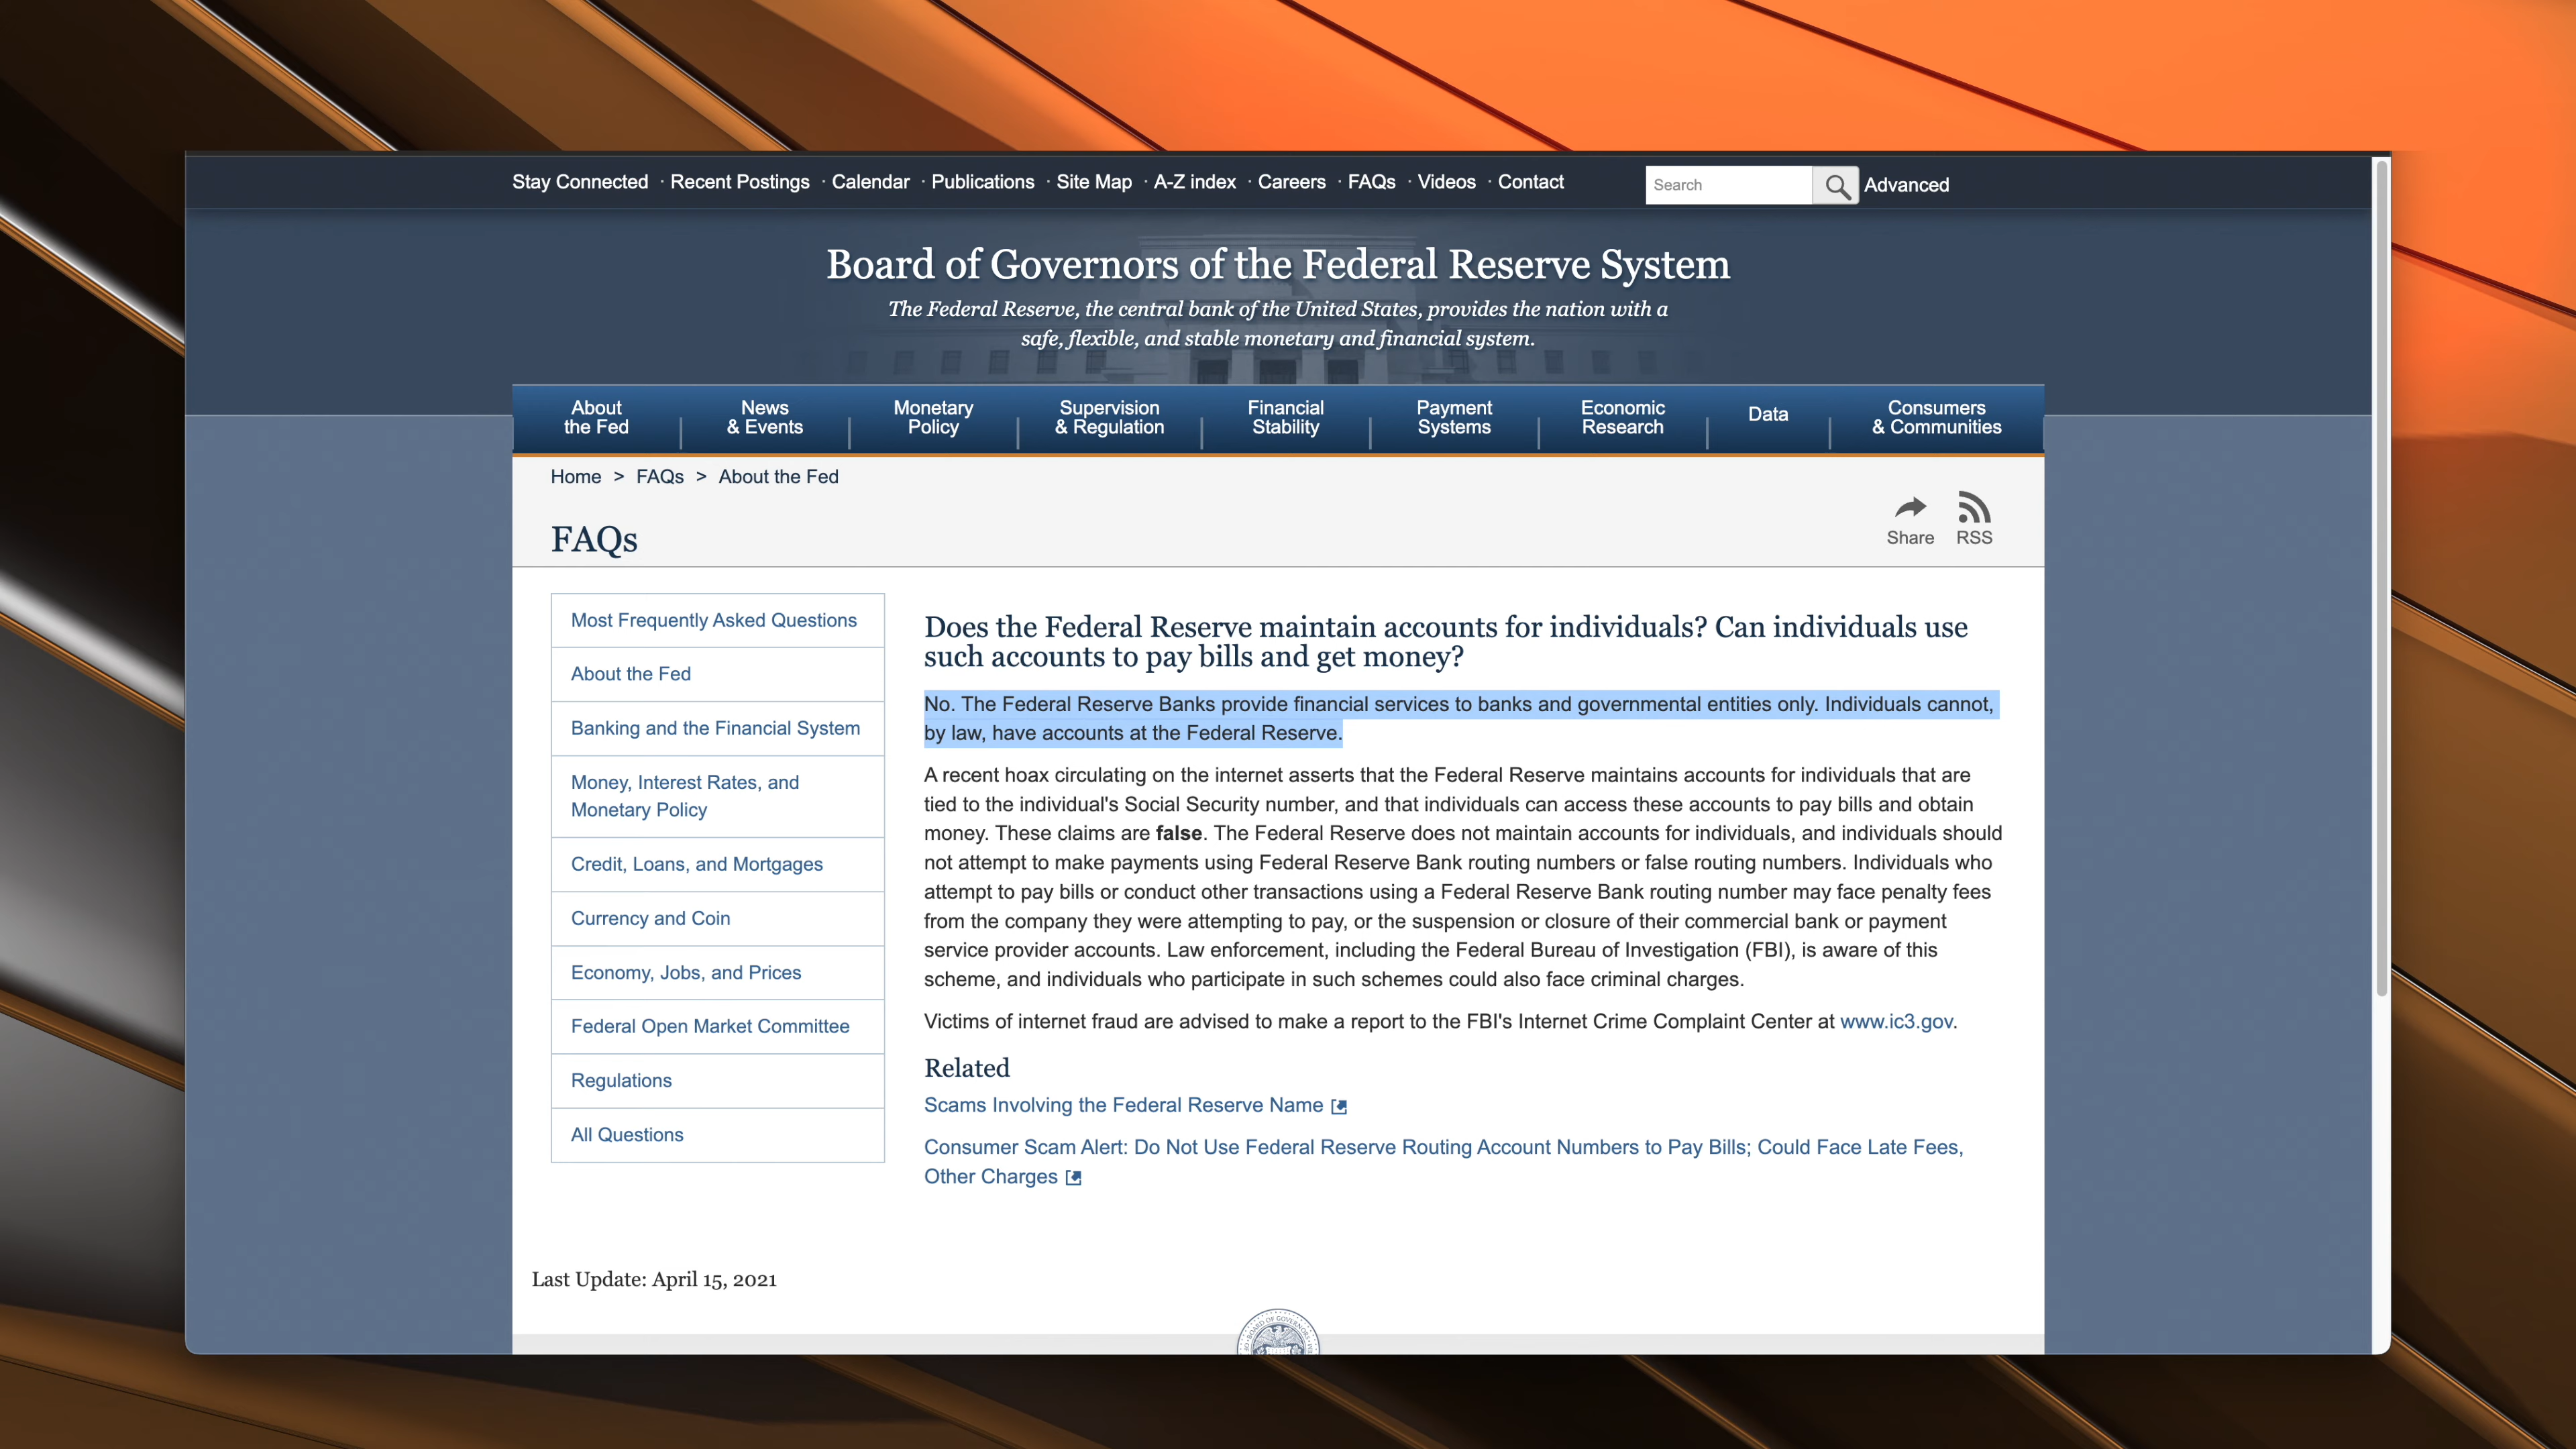 Stay Connected · Recent Postings · Calendar · Publications · Site Map · A-Z index · Careers · FAQs · Videos · Contact
Search
Advanced
Board of Governors of the Federal Reserve System
The Federal Reserve, the central bank of the United States, provides the nation with a
safe, flexible, and stable monetary and financial system.
About
the Fed
News
& Events
Monetary
Policy
Supervision
& Regulation
Financial
Stability
Payment
Systems
Economic
Research
Data
Consumers
& Communities
Home > FAQs > About the Fed
Share
RSS
FAQs
Most Frequently Asked Questions
About the Fed
Banking and the Financial System
Money, Interest Rates, and
Monetary Policy
Credit, Loans, and Mortgages
Currency and Coin
Economy, Jobs, and Prices
Federal Open Market Committee
Regulations
All Questions
Does the Federal Reserve maintain accounts for individuals? Can individuals use
such accounts to pay bills and get money?
No. The Federal Reserve Banks provide financial services to banks and governmental entities only. Individuals cannot,
by law, have accounts at the Federal Reserve.
A recent hoax circulating on the internet asserts that the Federal Reserve maintains accounts for individuals that are
tied to the individual's Social Security number, and that individuals can access these accounts to pay bills and obtain
money. These claims are false. The Federal Reserve does not maintain accounts for individuals, and individuals should
not attempt to make payments using Federal Reserve Bank routing numbers or false routing numbers. Individuals who
attempt to pay bills or conduct other transactions using a Federal Reserve Bank routing number may face penalty fees
from the company they were attempting to pay, or the suspension or closure of their commercial bank or payment
service provider accounts. Law enforcement, including the Federal Bureau of Investigation (FBI), is aware of this
scheme, and individuals who participate in such schemes could also face criminal charges.
Victims of internet fraud are advised to make a report to the FBI's Internet Crime Complaint Center at www.ic3.gov.
Related
Scams Involving the Federal Reserve Name
Consumer Scam Alert: Do Not Use Federal Reserve Routing Account Numbers to Pay Bills; Could Face Late Fees,
Other Charges
Last Update: April 15, 2021
BOARD OF GOVERNORS